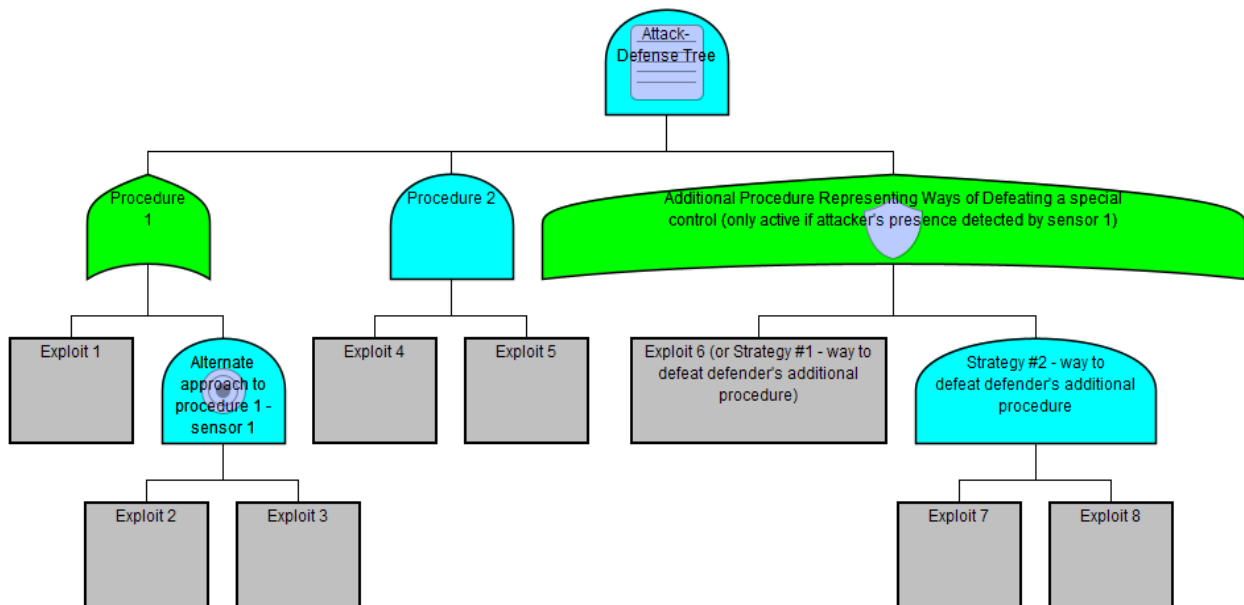 Attack-
Defense Tree
Procedure
1
Procedure 2
Additional Procedure Representing Ways of Defeating a special
control (only active if attacker's presence detected by sensor 1)
Exploit 1
Alternate
approach to
procedure 1 -
sensor 1
Exploit 4
Exploit 5
Exploit 6 (or Strategy #1 - way to
defeat defender's additional
procedure)
Strategy #2 - way to
defeat defender's additional
procedure
Exploit 2
Exploit 3
Exploit 7
Exploit 8